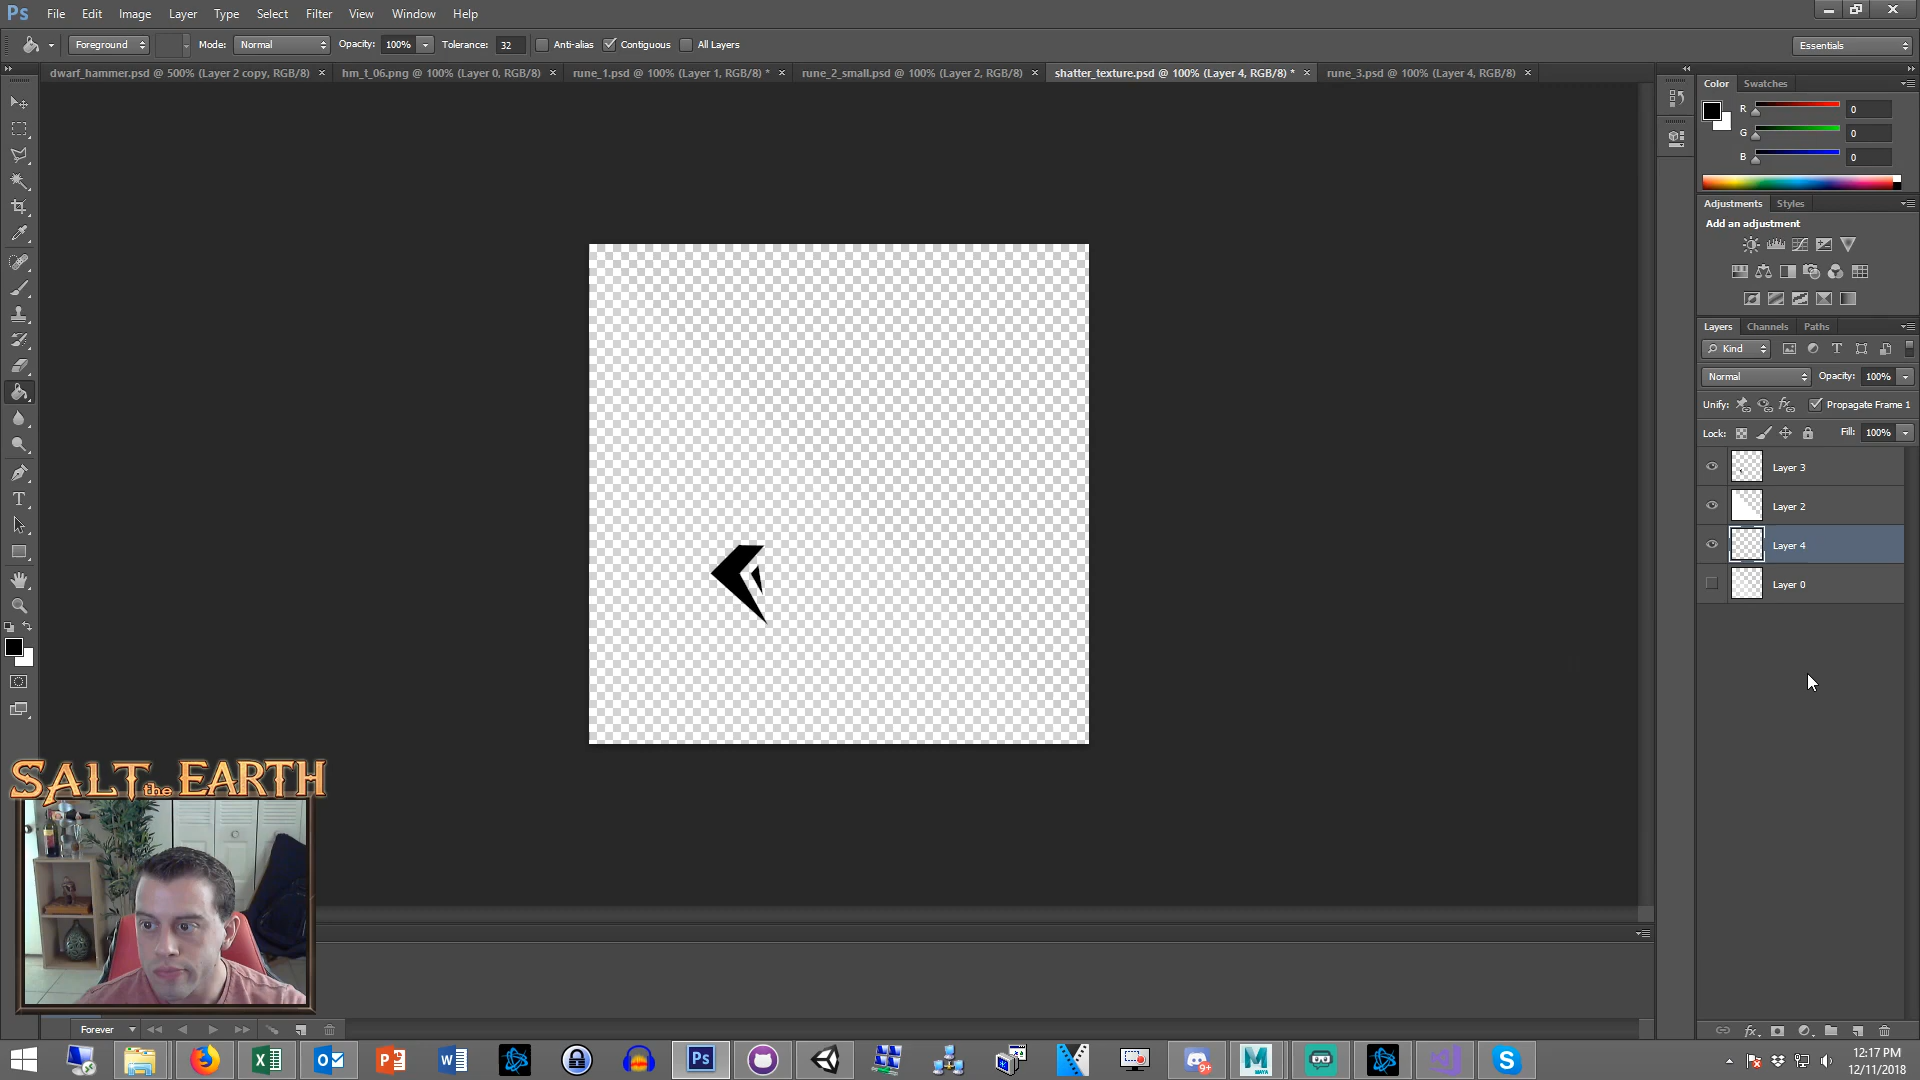 Ps File Edit Image Layer Type Select Filter View Window Help
Foreground Mode: Normal Opacity: 100% Tolerance: 32 Anti-alias Contiguous All Layers Essentials
dwarf_hammer.psd @ 500% (Layer 2 copy, RGB/8) hm_t_06.png @ 100% (Layer 0, RGB/8) rune_1.psd @ 100% (Layer 1, RGB/8) * rune_2_small.psd @ 100% (Layer 2, RGB/8) shatter_texture.psd @ 100% (Layer 4, RGB/8) * rune_3.psd @ 100% (Layer 4, RGB/8)
Color Swatches
R 0
G 0
B 0
Adjustments Styles
Add an adjustment
Layers Channels Paths
Kind
Normal Opacity: 100%
Unify: Propagate Frame 1
Lock: Fill: 100%
Layer 3
Layer 2
Layer 4
Layer 0
SALT the EARTH
Forever
9+
MAYA
12:17 PM
12/11/2018